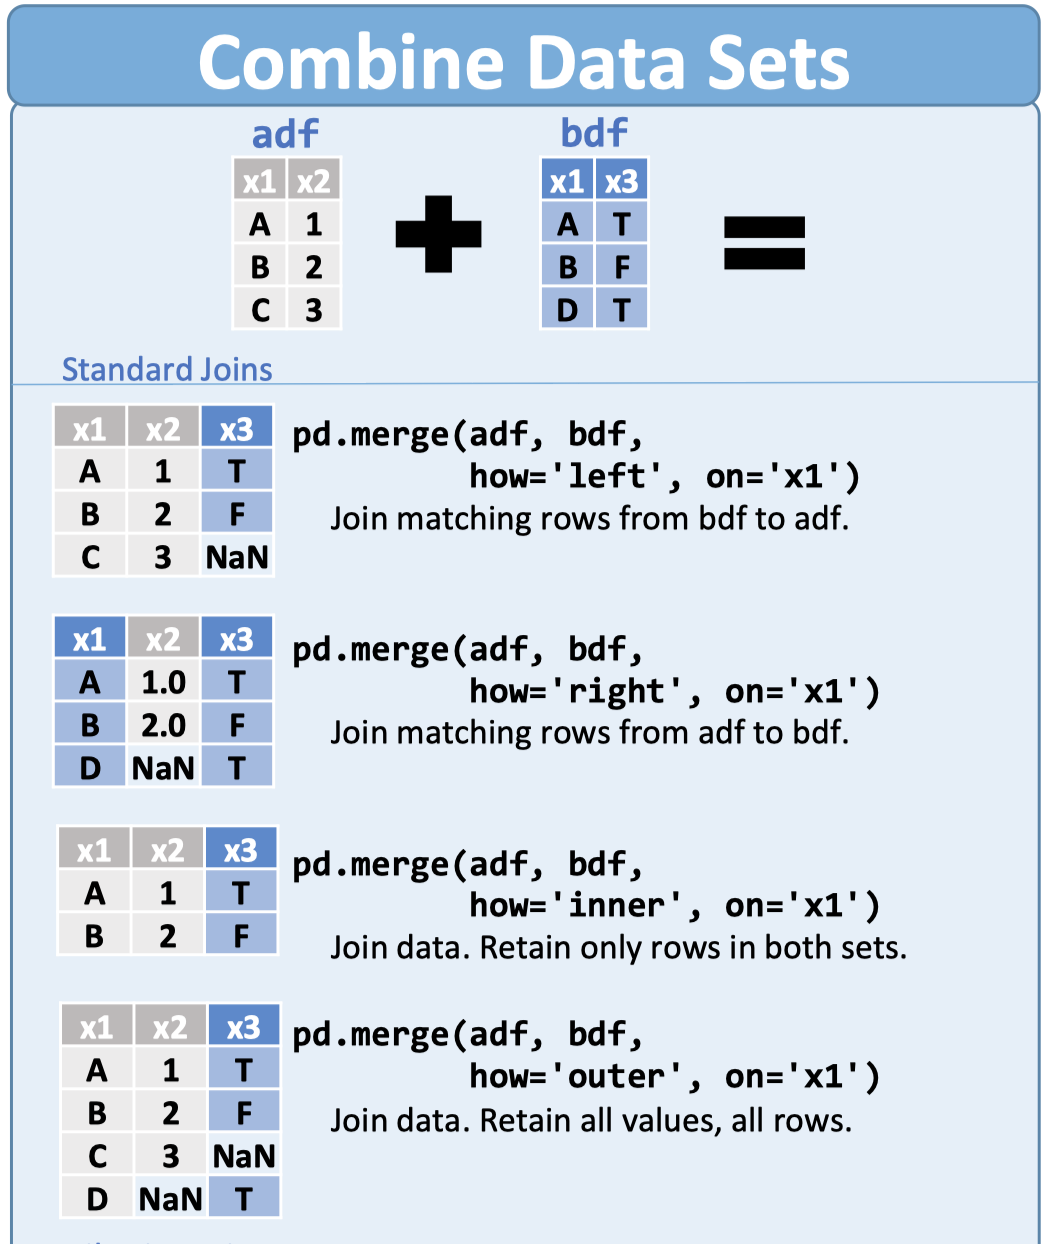 Combine Data Sets
adf bdf
x1 x2 x1 x3
A 1 A T
B 2 B F
C 3 D T
Standard Joins
x1 x2 x3
A 1 T
B 2 F
C 3 NaN
pd.merge(adf, bdf,
how='left', on='x1')
Join matching rows from bdf to adf.
x1 x2 x3
A 1.0 T
B 2.0 F
D NaN T
pd.merge(adf, bdf,
how='right', on='x1')
Join matching rows from adf to bdf.
x1 x2 x3
A 1 T
B 2 F
pd.merge(adf, bdf,
how='inner', on='x1')
Join data. Retain only rows in both sets.
x1 x2 x3
A 1 T
B 2 F
C 3 NaN
D NaN T
pd.merge(adf, bdf,
how='outer', on='x1')
Join data. Retain all values, all rows.